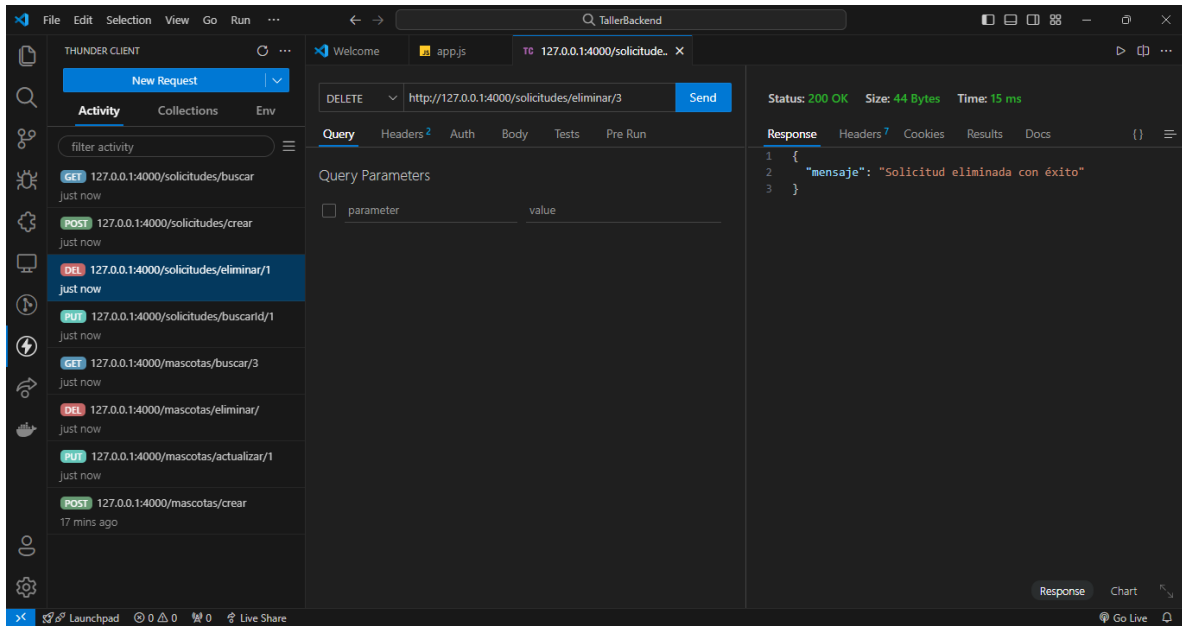 File Edit Selection View Go Run ··· TallerBackend
THUNDER CLIENT
New Request
Activity Collections Env
filter activity
GET 127.0.0.1:4000/solicitudes/buscar
just now
POST 127.0.0.1:4000/solicitudes/crear
just now
DEL 127.0.0.1:4000/solicitudes/eliminar/1
just now
PUT 127.0.0.1:4000/solicitudes/buscarId/1
just now
GET 127.0.0.1:4000/mascotas/buscar/3
just now
DEL 127.0.0.1:4000/mascotas/eliminar/
just now
PUT 127.0.0.1:4000/mascotas/actualizar/1
just now
POST 127.0.0.1:4000/mascotas/crear
17 mins ago
Welcome JS app.js TC 127.0.0.1:4000/solicitude..
DELETE http://127.0.0.1:4000/solicitudes/eliminar/3 Send
Query Headers 2 Auth Body Tests Pre Run
Query Parameters
parameter value
Status: 200 OK Size: 44 Bytes Time: 15 ms
Response Headers 7 Cookies Results Docs { }
1 {
2 "mensaje": "Solicitud eliminada con éxito"
3 }
Response Chart
Launchpad 0 0 0 Live Share Go Live